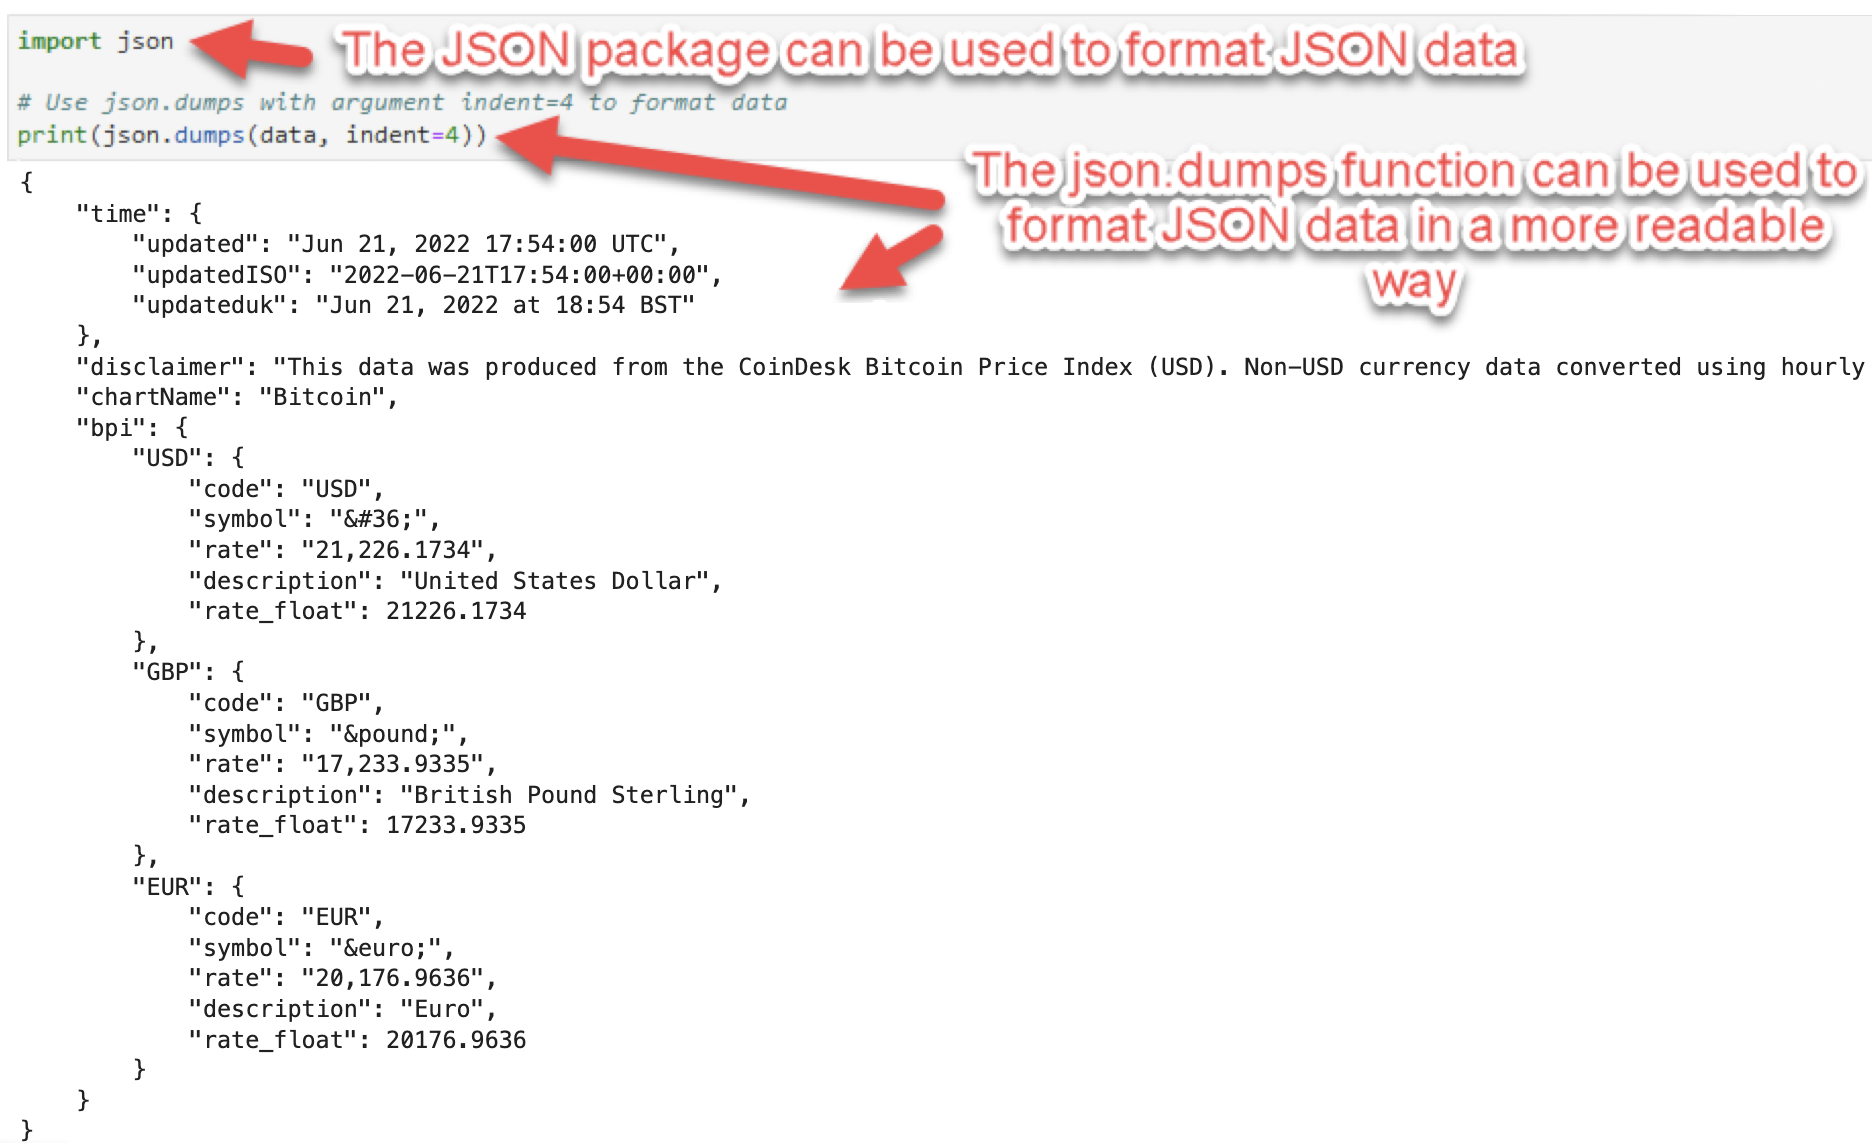 import json
The JSON package can be used to format JSON data
# Use json.dumps with argument indent=4 to format data
print(json.dumps(data, indent=4))
The json.dumps function can be used to
format JSON data in a more readable
way
{
    "time": {
        "updated": "Jun 21, 2022 17:54:00 UTC",
        "updatedISO": "2022-06-21T17:54:00+00:00",
        "updateduk": "Jun 21, 2022 at 18:54 BST"
    },
    "disclaimer": "This data was produced from the CoinDesk Bitcoin Price Index (USD). Non-USD currency data converted using hourly
    "chartName": "Bitcoin",
    "bpi": {
        "USD": {
            "code": "USD",
            "symbol": "&#36;",
            "rate": "21,226.1734",
            "description": "United States Dollar",
            "rate_float": 21226.1734
        },
        "GBP": {
            "code": "GBP",
            "symbol": "&pound;",
            "rate": "17,233.9335",
            "description": "British Pound Sterling",
            "rate_float": 17233.9335
        },
        "EUR": {
            "code": "EUR",
            "symbol": "&euro;",
            "rate": "20,176.9636",
            "description": "Euro",
            "rate_float": 20176.9636
        }
    }
}